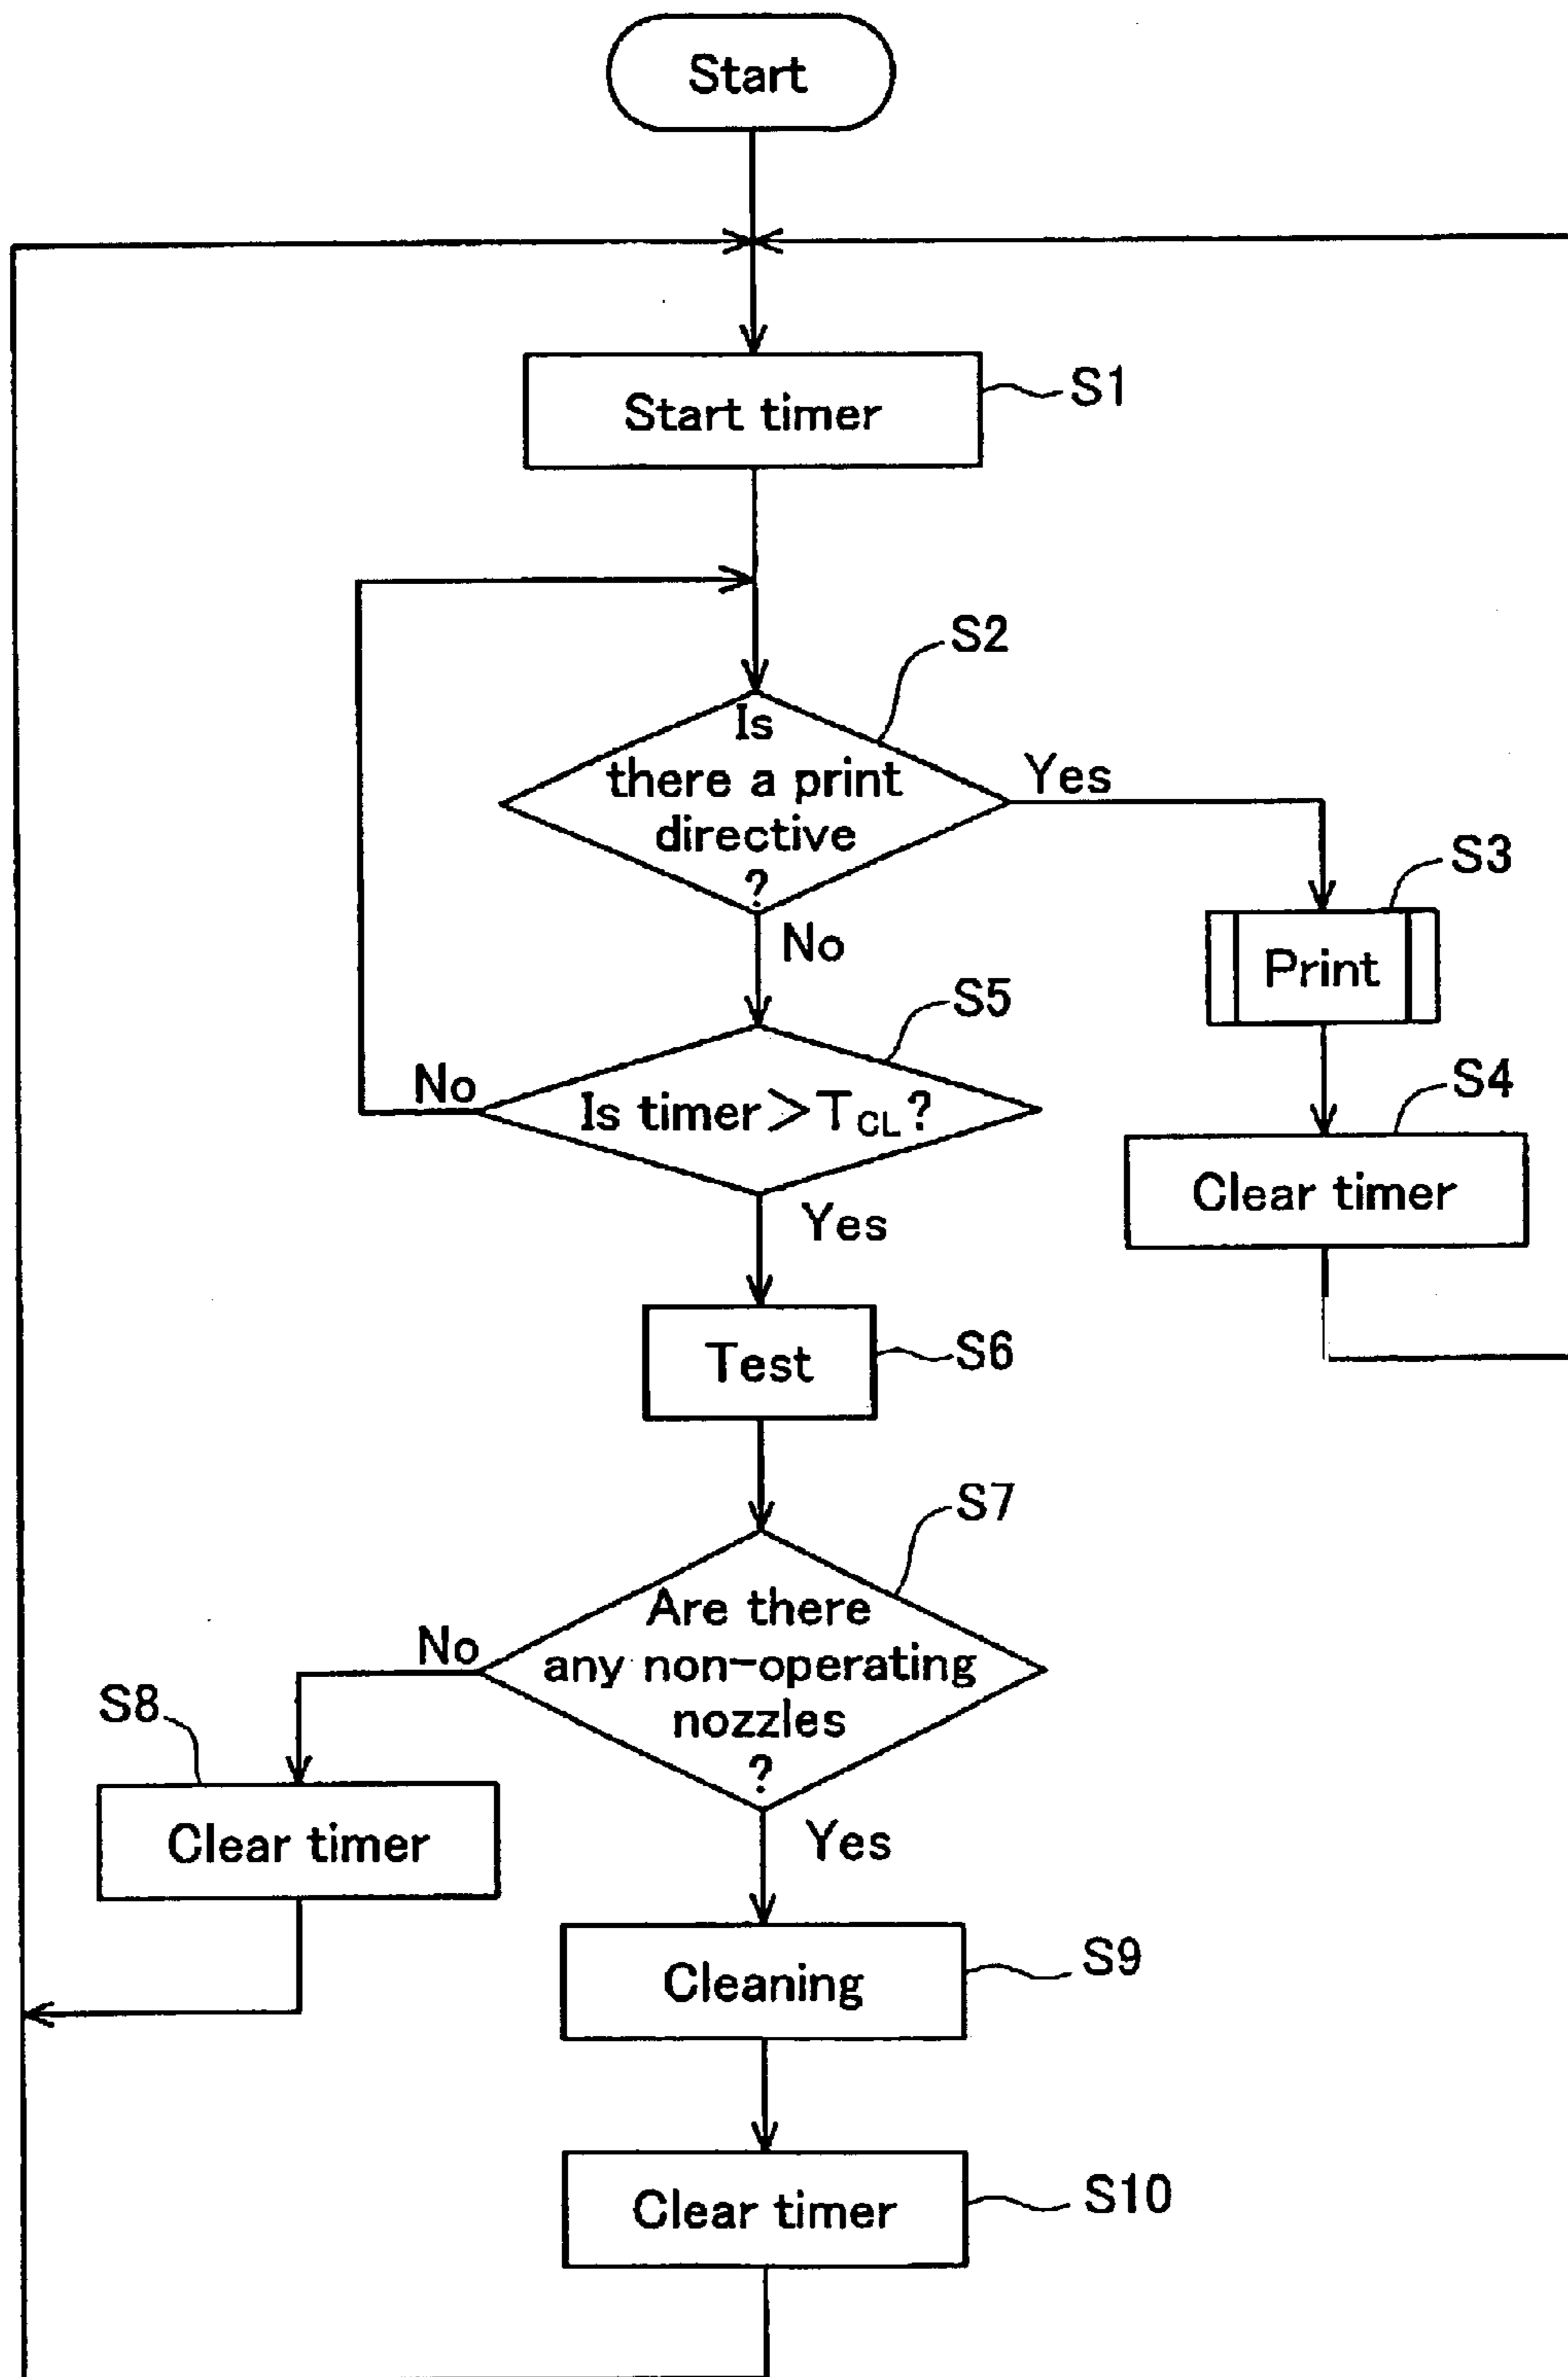 Start
Start timer
S1
S2
Is
there a print
directive
?
Yes
No
S3
Print
S4
Clear timer
S5
Is timer＞TCL?
No
Yes
Test
S6
S7
Are there
any non-operating
nozzles
?
No
Yes
S8
Clear timer
Cleaning
S9
Clear timer
S10